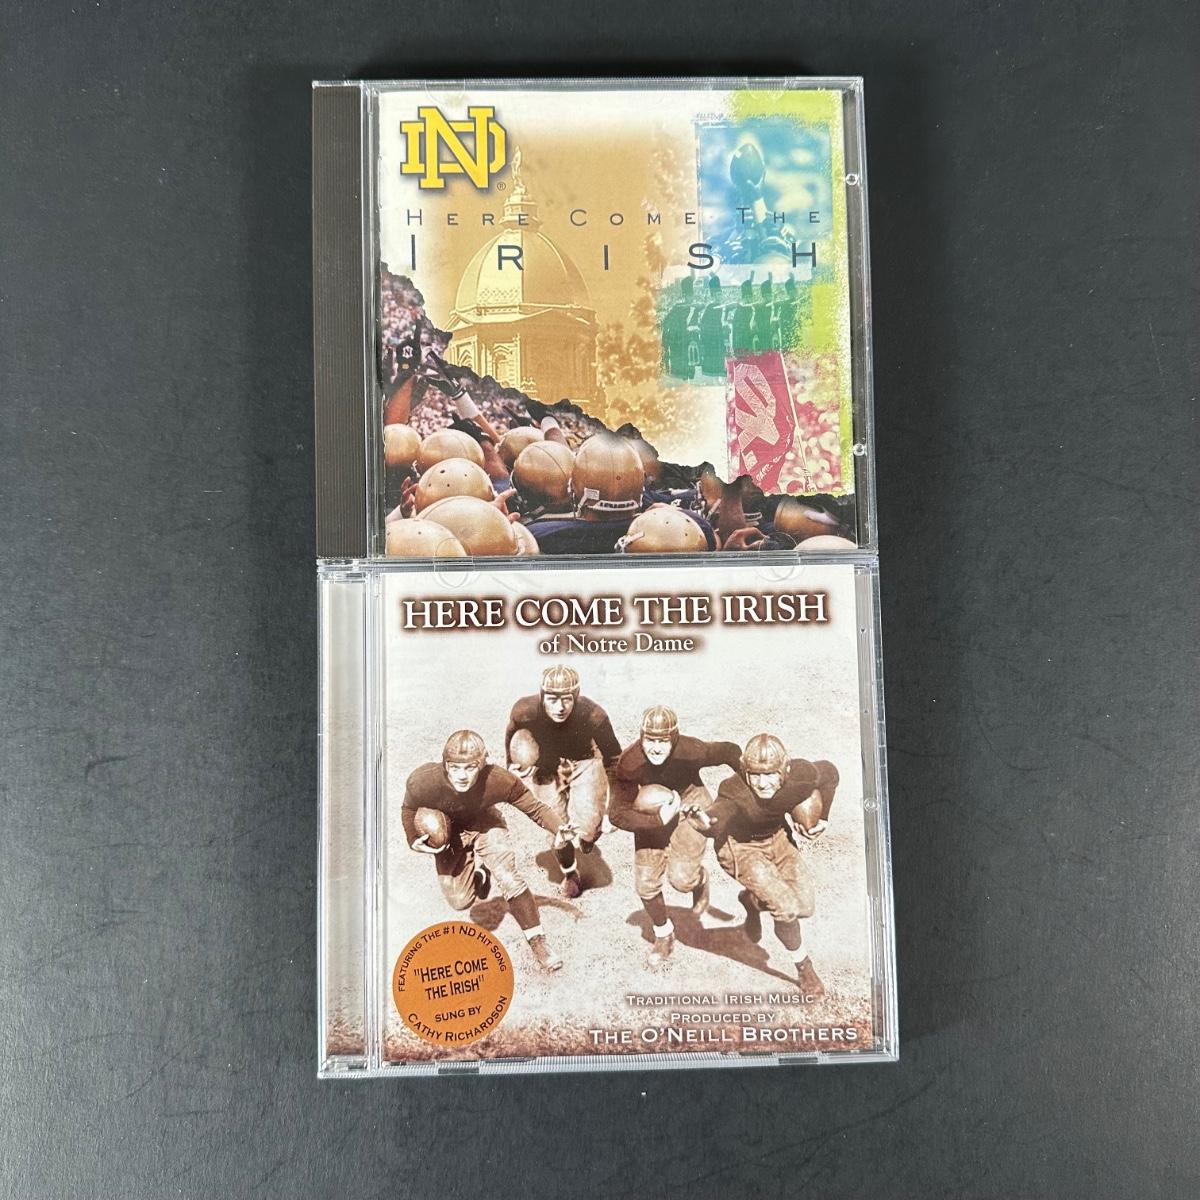 ND
®
HERE COME THE
IRISH
HERE COME THE IRISH
of Notre Dame
FEATURING THE #1 ND HIT SONG
"HERE COME
THE IRISH"
SUNG BY
CATHY RICHARDSON
TRADITIONAL IRISH MUSIC
PRODUCED BY
THE O'NEILL BROTHERS